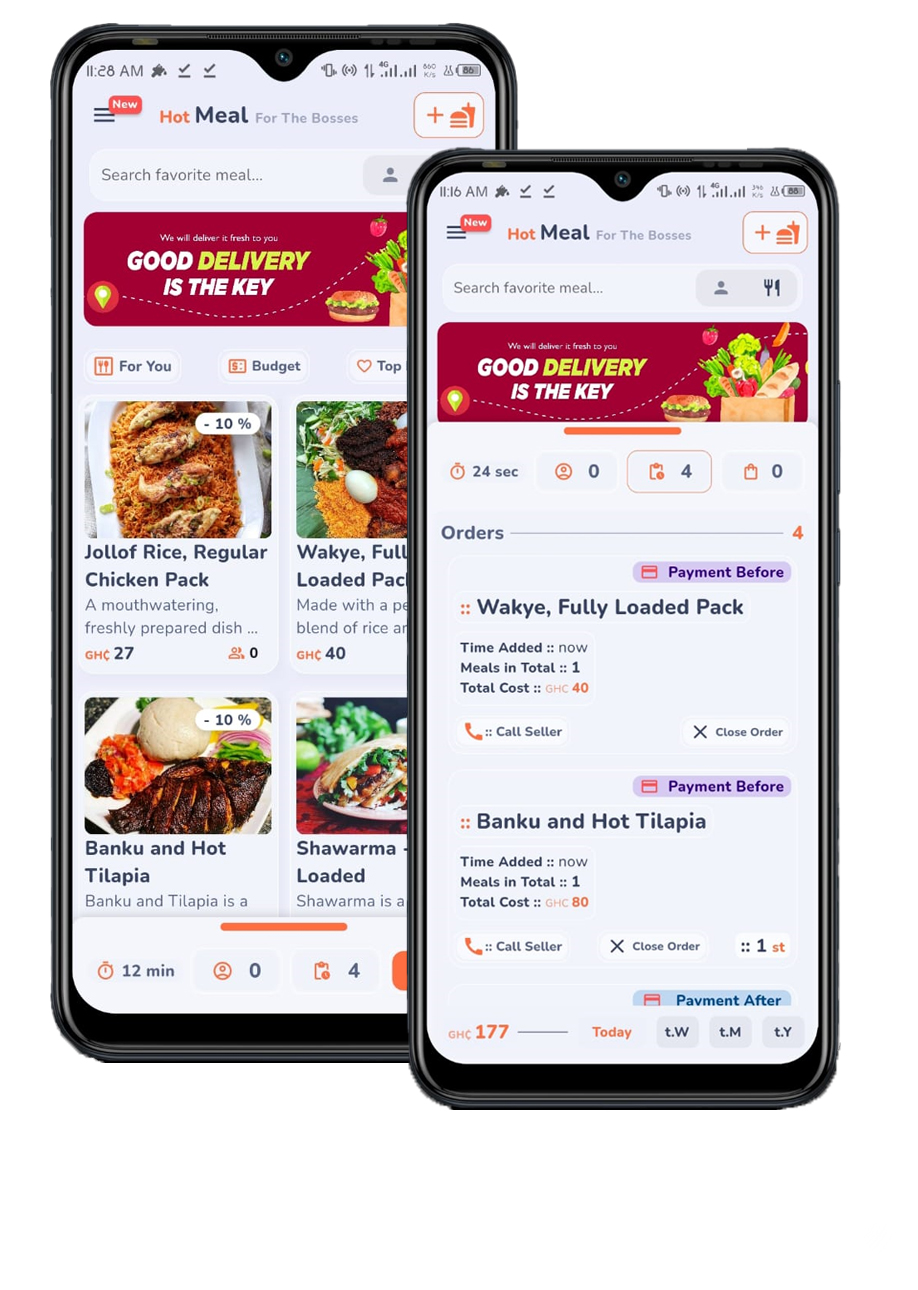 11:28 AM
4G
860
K/s
86
New
Hot Meal For The Bosses
+
Search favorite meal...
We will deliver it fresh to you
GOOD DELIVERY
IS THE KEY
For You
Budget
Top
- 10 %
Jollof Rice, Regular
Chicken Pack
A mouthwatering,
freshly prepared dish ...
GH₵ 27
0
Wakye, Full
Loaded Pac
Made with a pe
blend of rice a
GH₵ 40
- 10 %
Banku and Hot
Tilapia
Banku and Tilapia is a
Shawarma -
Loaded
Shawarma is a
12 min
0
4
11:16 AM
4G
K/s
New
Hot Meal For The Bosses
+
Search favorite meal...
We will deliver it fresh to you
GOOD DELIVERY
IS THE KEY
24 sec
0
4
0
Orders
4
Payment Before
:: Wakye, Fully Loaded Pack
Time Added :: now
Meals in Total :: 1
Total Cost :: GHC 40
:: Call Seller
Close Order
Payment Before
:: Banku and Hot Tilapia
Time Added :: now
Meals in Total :: 1
Total Cost :: GHC 80
:: Call Seller
Close Order
:: 1 st
Payment After
GH₵ 177
Today
t.W
t.M
t.Y